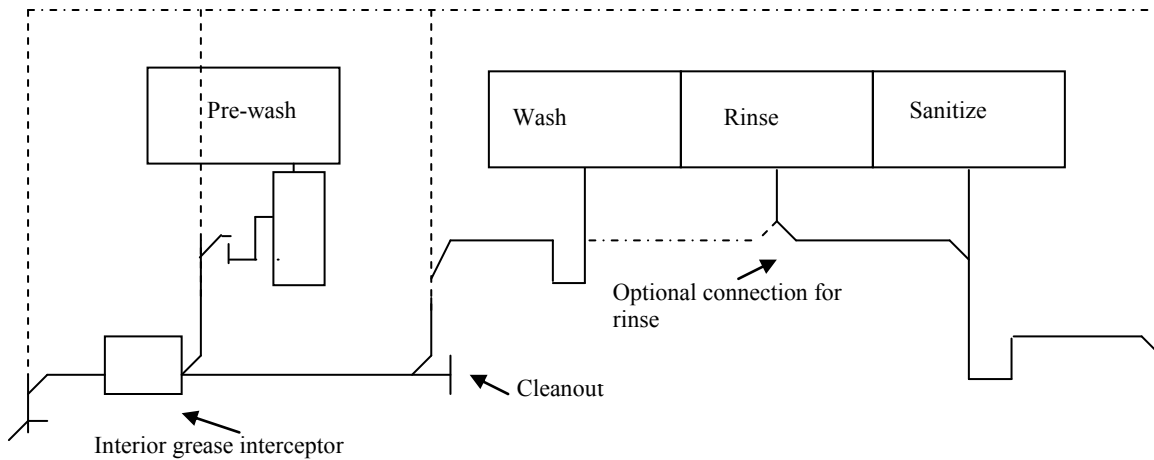 Pre-wash
Wash
Rinse
Sanitize
Optional connection for
rinse
Cleanout
Interior grease interceptor